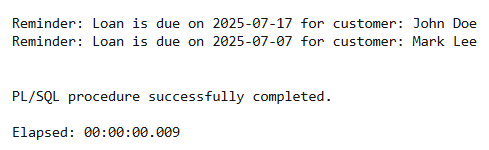 Reminder: Loan is due on 2025-07-17 for customer: John Doe
Reminder: Loan is due on 2025-07-07 for customer: Mark Lee
PL/SQL procedure successfully completed.
Elapsed: 00:00:00.009